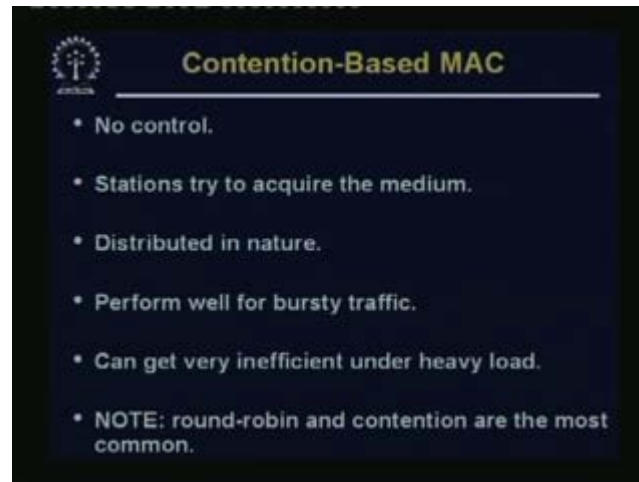 Contention-Based MAC
• No control.
• Stations try to acquire the medium.
• Distributed in nature.
• Perform well for bursty traffic.
• Can get very inefficient under heavy load.
• NOTE: round-robin and contention are the most
common.